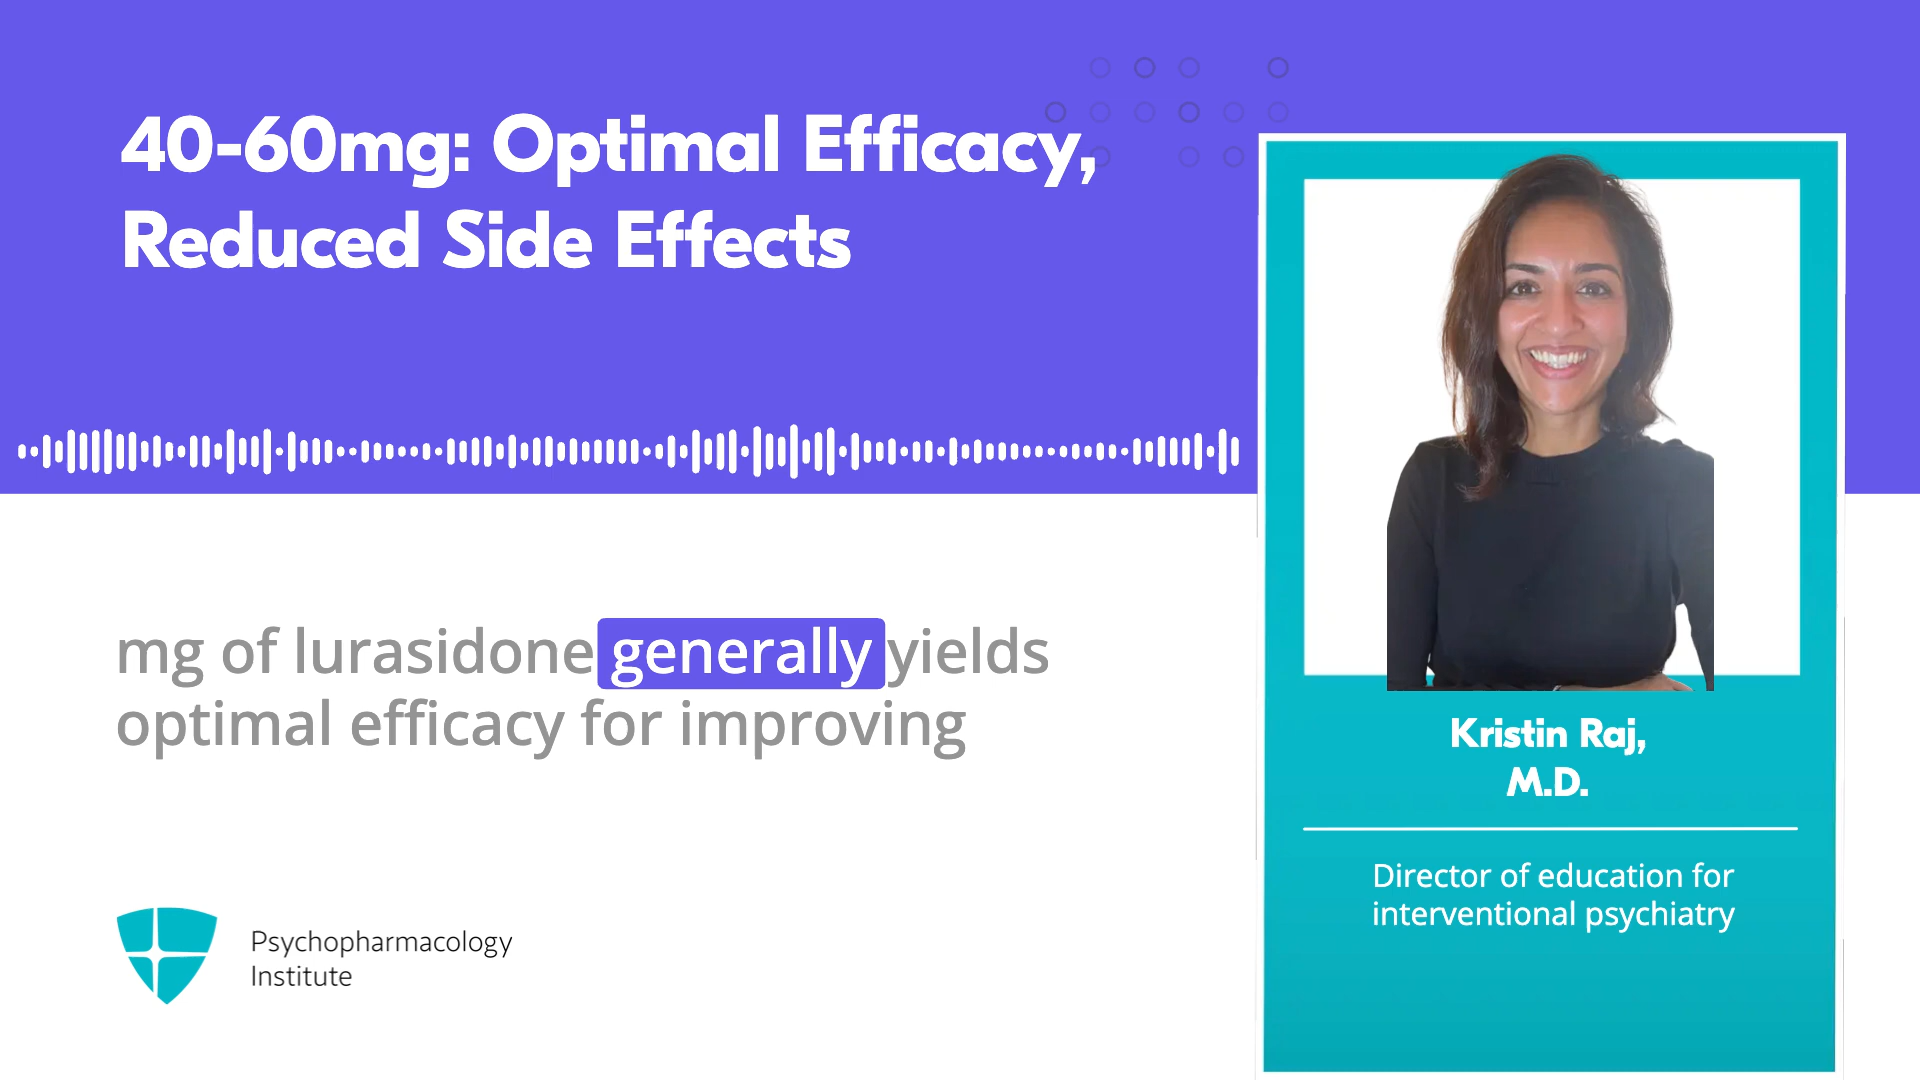 40-60mg: Optimal Efficacy,
Reduced Side Effects
mg of lurasidone generally yields
optimal efficacy for improving
Psychopharmacology
Institute
Kristin Raj,
M.D.
Director of education for
interventional psychiatry